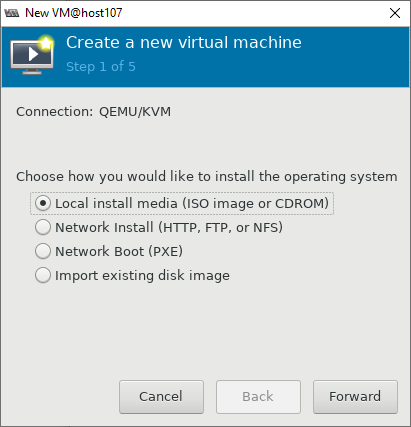 New VM@host107
Create a new virtual machine
Step 1 of 5
Connection: QEMU/KVM
Choose how you would like to install the operating system
Local install media (ISO image or CDROM)
Network Install (HTTP, FTP, or NFS)
Network Boot (PXE)
Import existing disk image
Cancel Back Forward